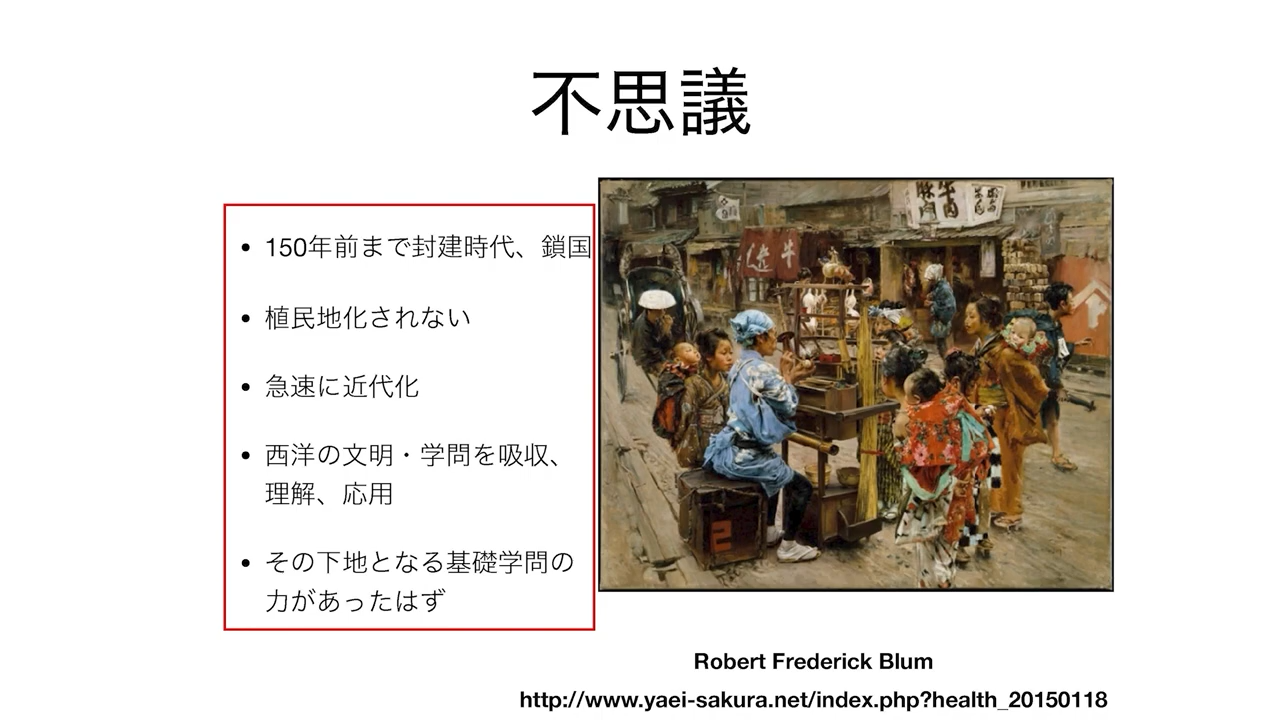 不思議
• 150年前まで封建時代、鎖国
• 植民地化されない
• 急速に近代化
• 西洋の文明・学問を吸収、
理解、応用
• その下地となる基礎学問の
力があったはず
牛肉
Robert Frederick Blum
http://www.yaei-sakura.net/index.php?health_20150118